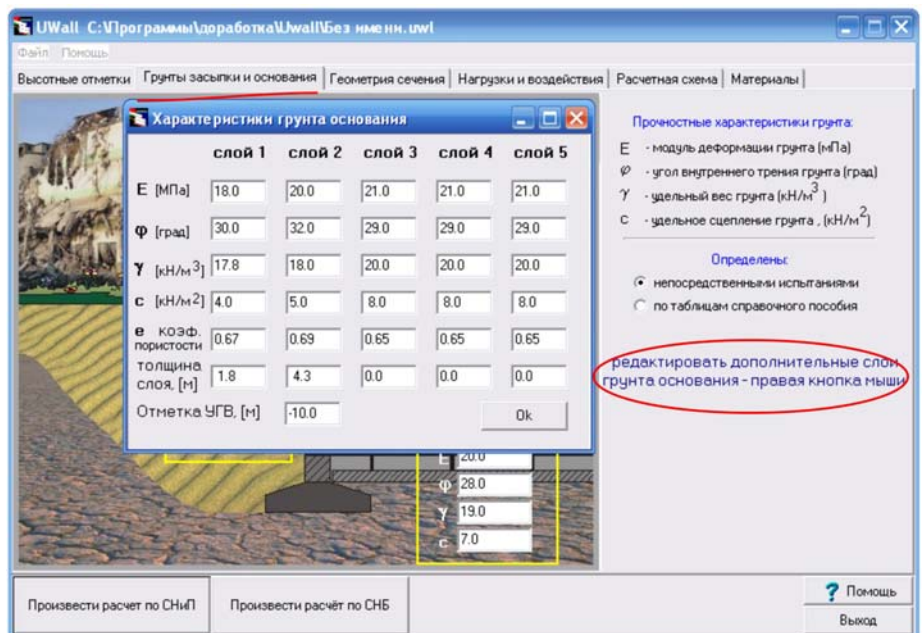 UWall C:\Программы\доработка\Uwall\Без имени.uwl
Файл Помощь
Высотные отметки Грунты засыпки и основания Геометрия сечения Нагрузки и воздействия Расчетная схема Материалы
Характеристики грунта основания
слой 1 слой 2 слой 3 слой 4 слой 5
E [МПа] 18.0 20.0 21.0 21.0 21.0
φ [град] 30.0 32.0 29.0 29.0 29.0
γ [кН/м3] 17.8 18.0 20.0 20.0 20.0
c [кН/м2] 4.0 5.0 8.0 8.0 8.0
e коэф.
пористости 0.67 0.69 0.65 0.65 0.65
толщина
слоя, [м] 1.8 4.3 0.0 0.0 0.0
Отметка УГВ, [м] -10.0 Ok
E 20.0
φ 28.0
γ 19.0
c 7.0
Прочностные характеристики грунта:
E - модуль деформации грунта (мПа)
φ - угол внутреннего трения грунта (град)
γ - удельный вес грунта (кН/м3 )
c - удельное сцепление грунта , (кН/м2)
Определены:
непосредственными испытаниями
по таблицам справочного пособия
редактировать дополнительные слои
грунта основания - правая кнопка мыши
Произвести расчет по СНиП Произвести расчёт по СНБ
? Помощь
Выход